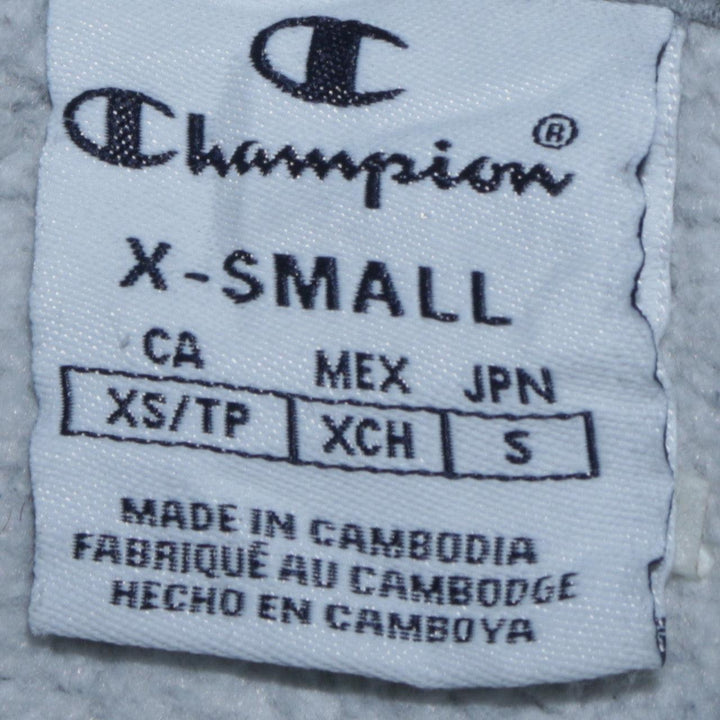 Champion®
X-SMALL
CA MEX JPN
XS/TP XCH S
MADE IN CAMBODIA
FABRIQUÉ AU CAMBODGE
HECHO EN CAMBOYA